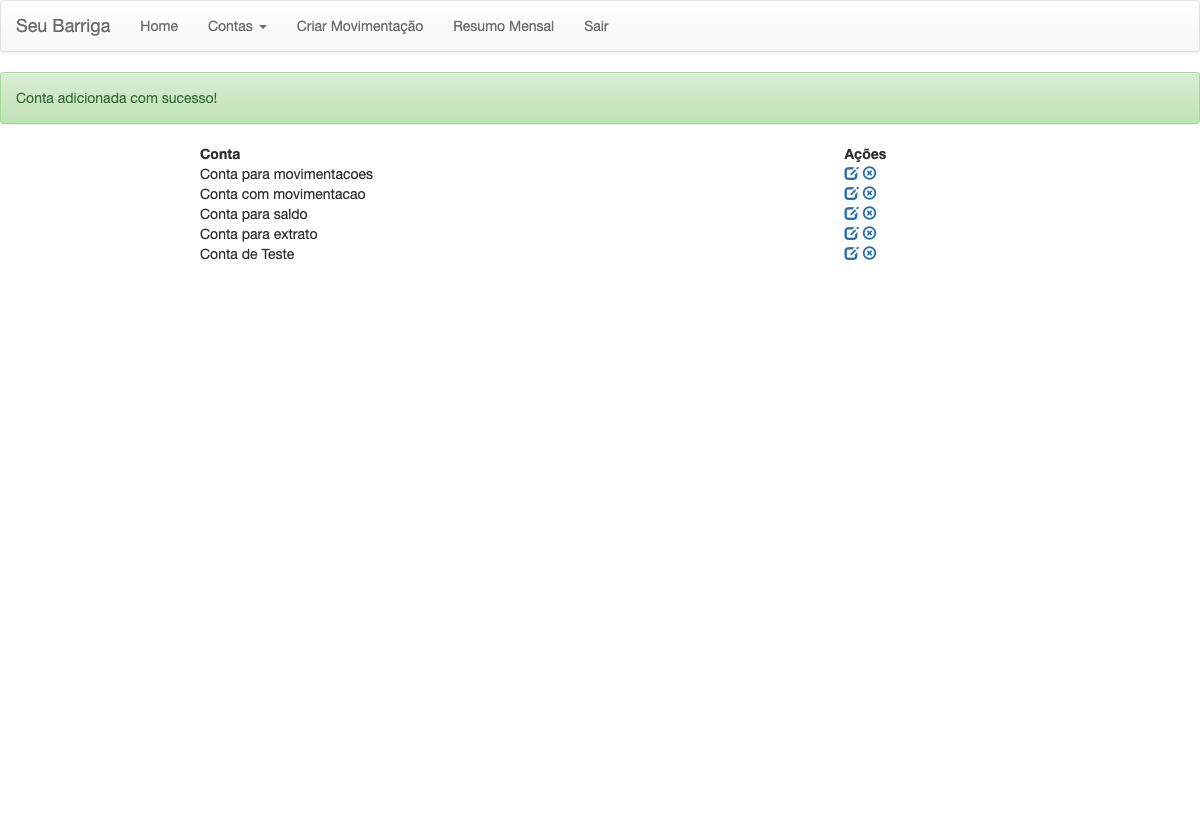 Seu Barriga Home Contas Criar Movimentação Resumo Mensal Sair
Conta adicionada com sucesso!
Conta Ações
Conta para movimentacoes
Conta com movimentacao
Conta para saldo
Conta para extrato
Conta de Teste